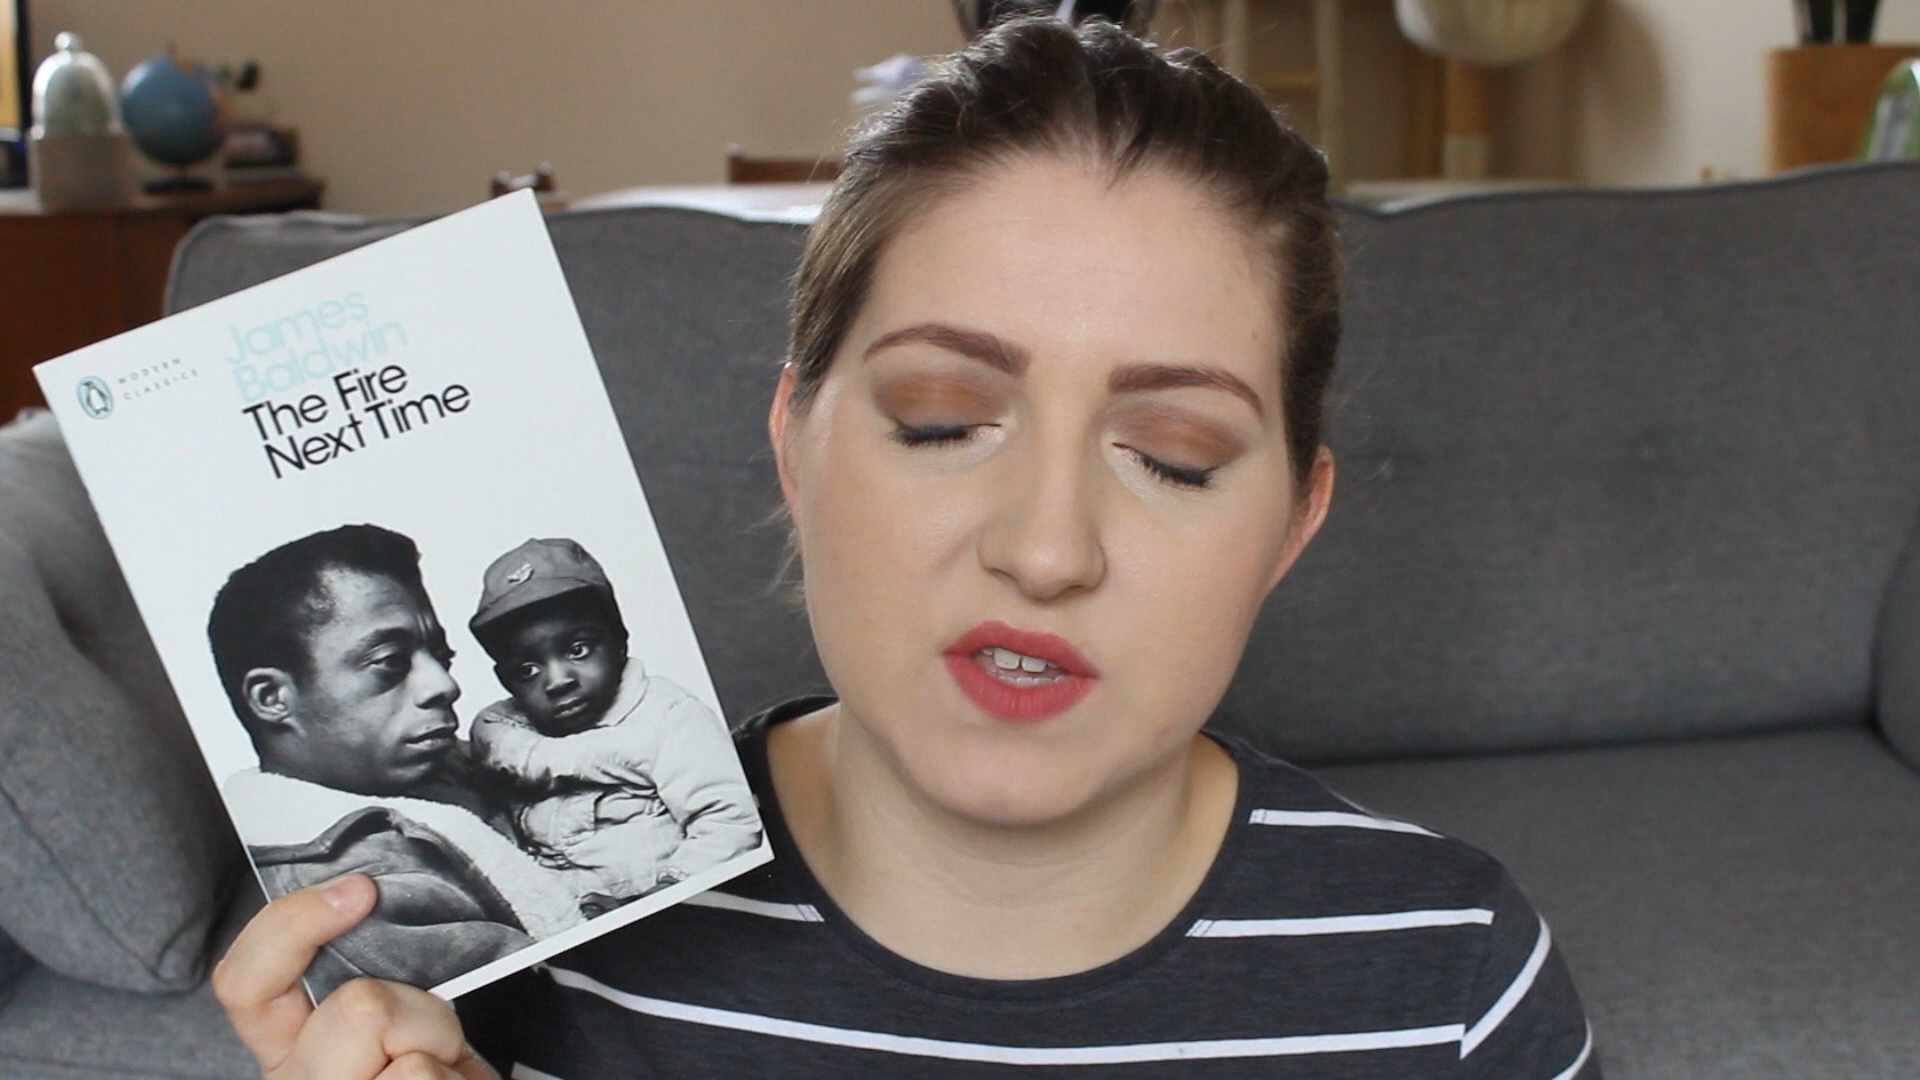 MODERN
CLASSICS
James
Baldwin
The Fire
Next Time